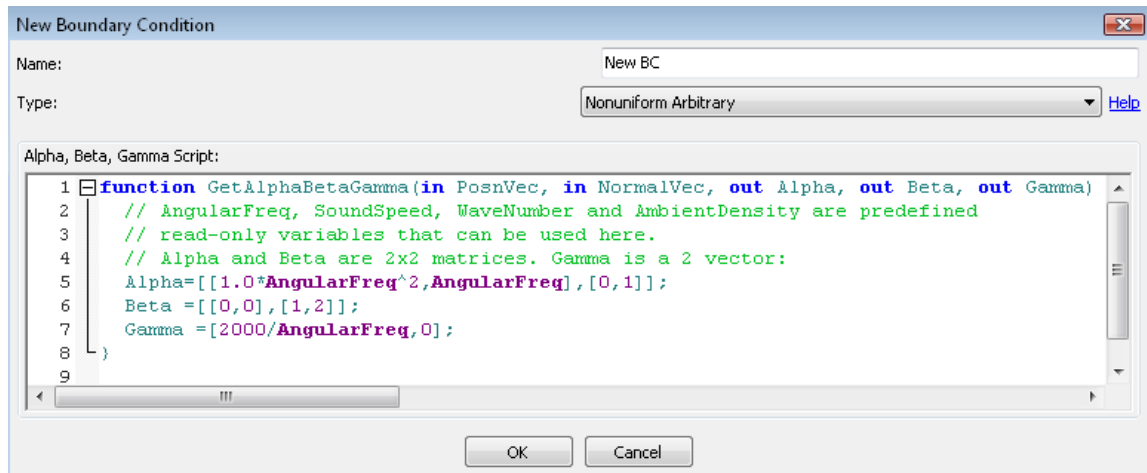 New Boundary Condition
Name:
New BC
Type:
Nonuniform Arbitrary
Help
Alpha, Beta, Gamma Script:
1 function GetAlphaBetaGamma(in PosnVec, in NormalVec, out Alpha, out Beta, out Gamma)
2 // AngularFreq, SoundSpeed, WaveNumber and AmbientDensity are predefined
3 // read-only variables that can be used here.
4 // Alpha and Beta are 2x2 matrices. Gamma is a 2 vector:
5 Alpha=[[1.0*AngularFreq^2,AngularFreq],[0,1]];
6 Beta =[[0,0],[1,2]];
7 Gamma =[2000/AngularFreq,0];
8 }
9
OK
Cancel